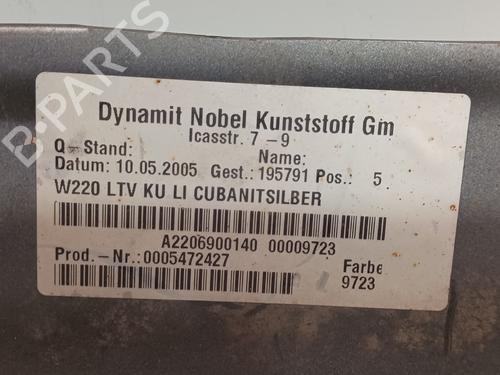 B-PARTS
Dynamit Nobel Kunststoff Gm
Icasstr. 7-9
Q-Stand: Name:
Datum: 10.05.2005 Gest.: 195791 Pos.: 5
W220 LTV KU LI CUBANITSILBER
A2206900140 00009723
Prod.-Nr.:0005472427 Farbe
9723